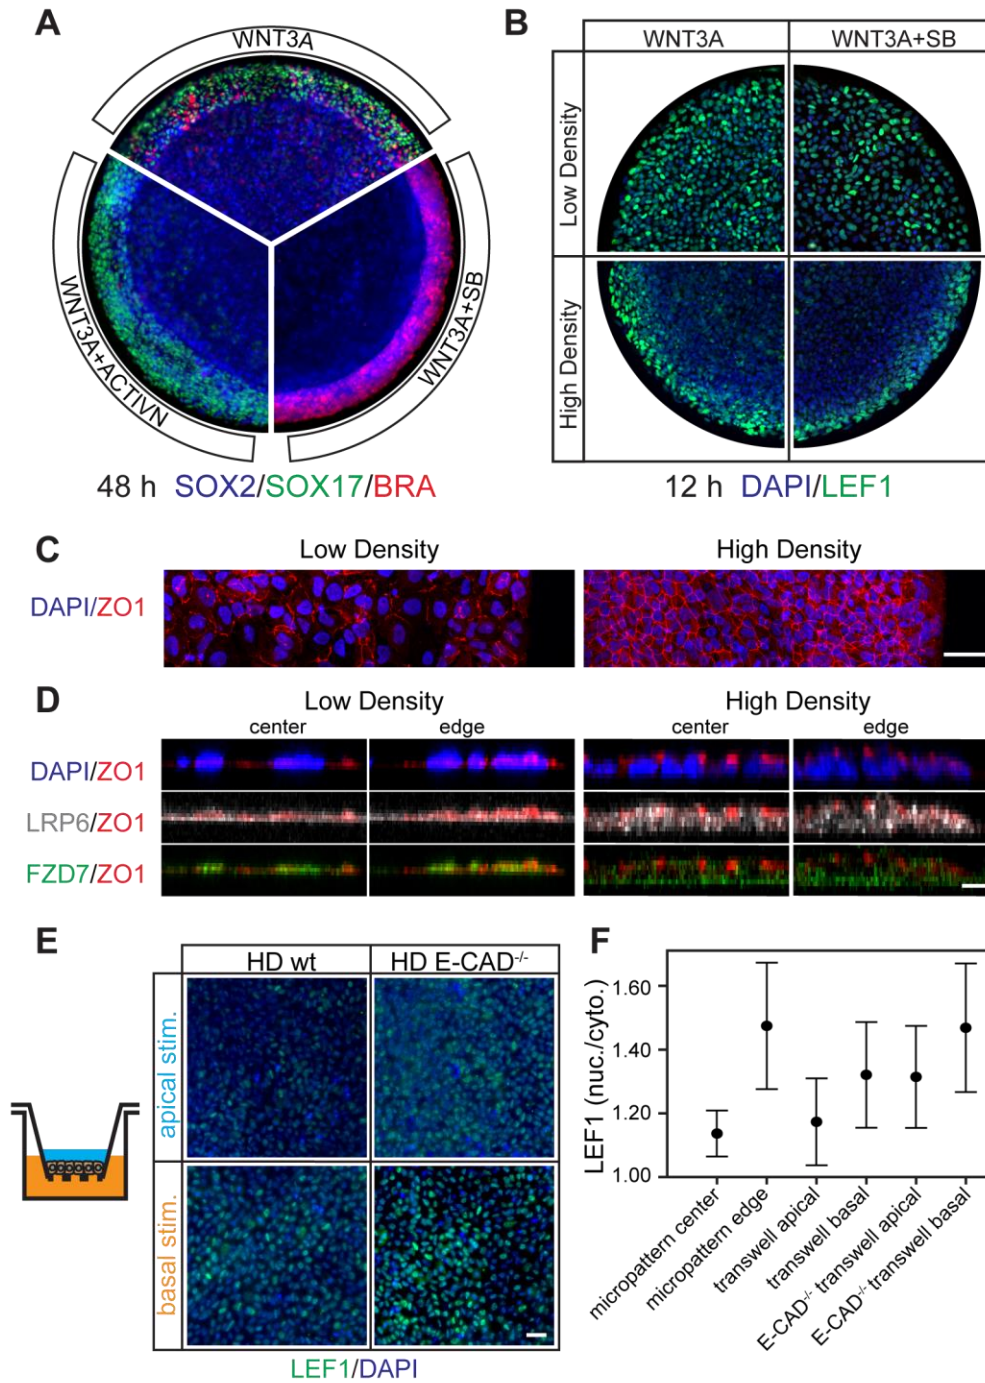 A
WNT3A
WNT3A+ACTIVN
WNT3A+SB
48 h SOX2/SOX17/BRA
B
WNT3A
WNT3A+SB
Low Density
High Density
12 h DAPI/LEF1
C
Low Density
High Density
DAPI/ZO1
D
Low Density
High Density
center
edge
center
edge
DAPI/ZO1
LRP6/ZO1
FZD7/ZO1
E
HD wt
HD E-CAD-/-
apical stim.
basal stim.
LEF1/DAPI
F
LEF1 (nuc./cyto.)
1.60
1.40
1.20
1.00
micropattern center
micropattern edge
transwell apical
transwell basal
E-CAD-/- transwell apical
E-CAD-/- transwell basal